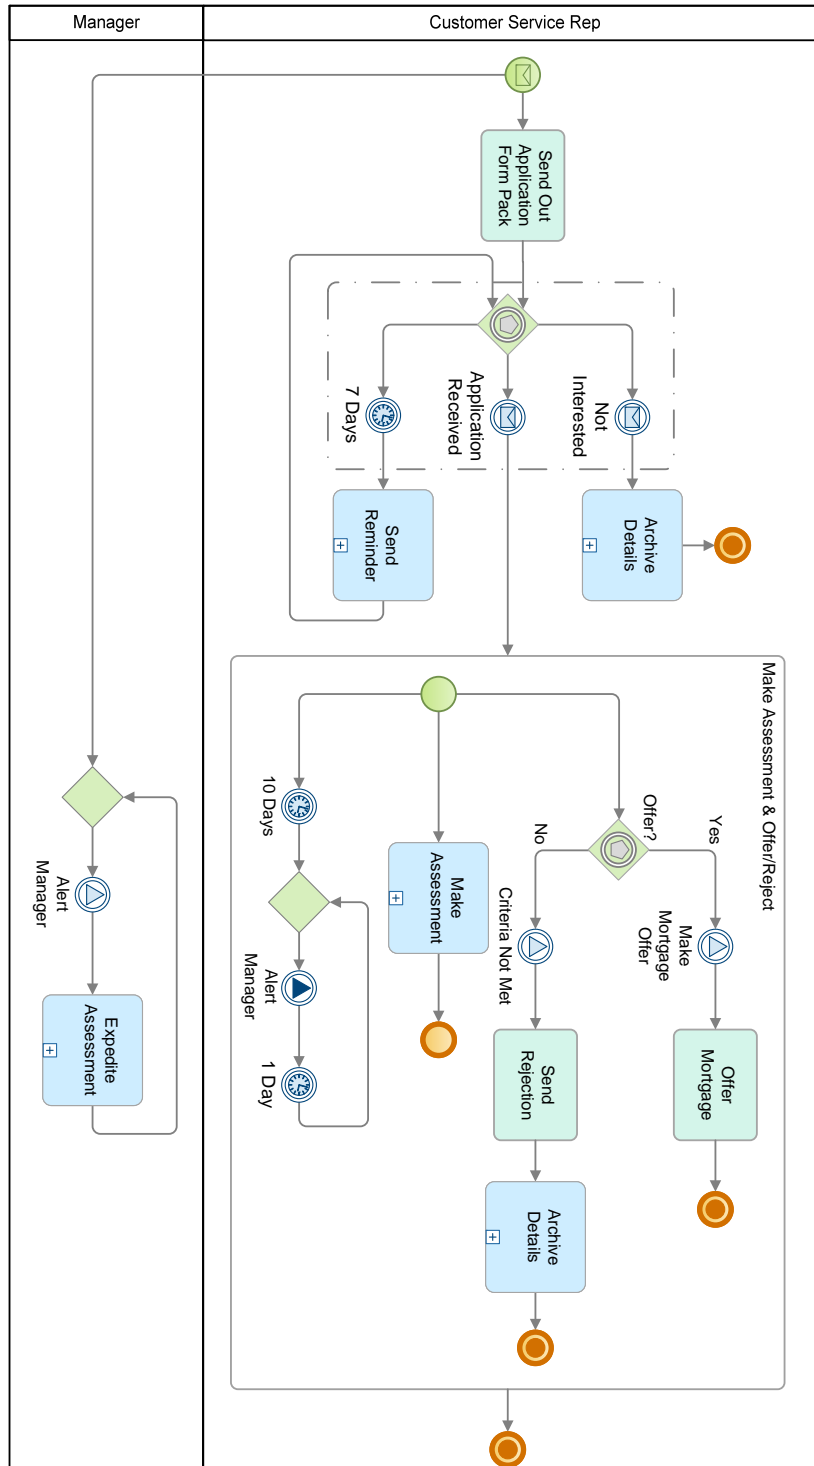 Manager
Customer Service Rep
Send Out
Application
Form Pack
7 Days
Application
Received
Not
Interested
Send
Reminder
Archive
Details
Make Assessment & Offer/Reject
10 Days
Offer?
No
Yes
Make
Assessment
Alert
Manager
Criteria Not Met
Make
Mortgage
Offer
Alert
Manager
1 Day
Expedite
Assessment
Send
Rejection
Offer
Mortgage
Archive
Details